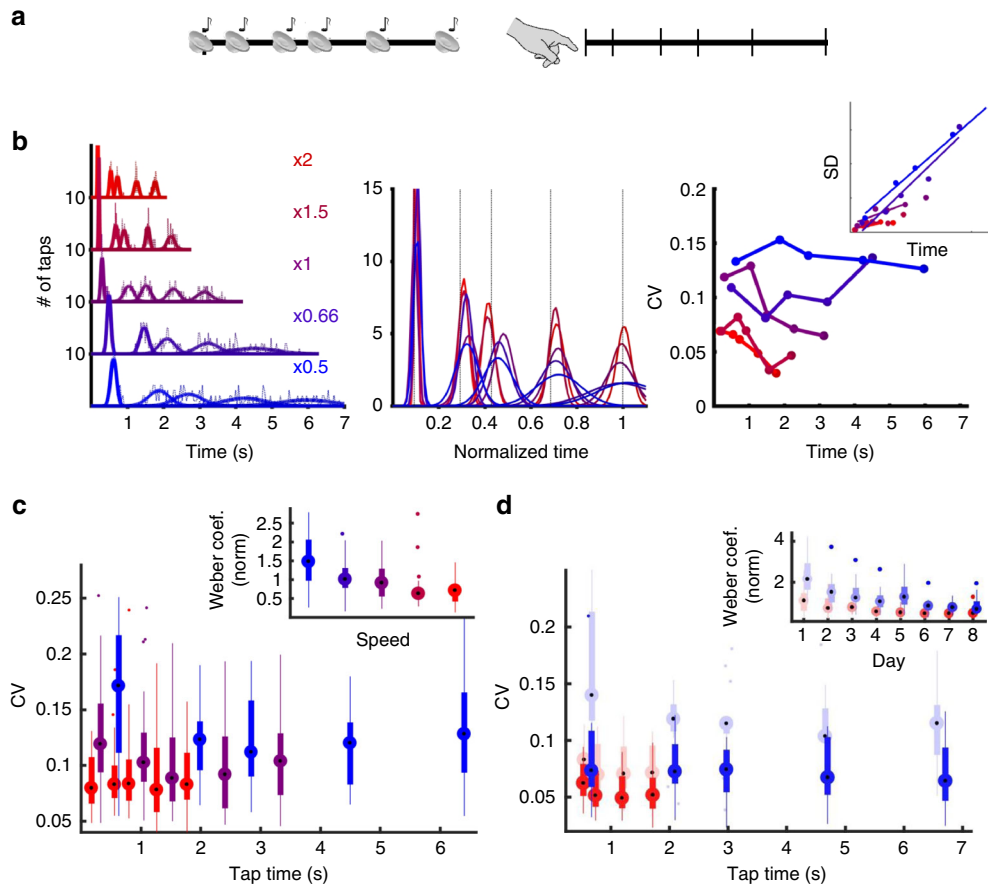 a
b
x2
x1.5
x1
x0.66
x0.5
10
10
10
10
10
# of taps
1 2 3 4 5 6 7
Time (s)
15
10
5
0
0.2 0.4 0.6 0.8 1
Normalized time
0.2
0.15
0.1
0.05
0
CV
1 2 3 4 5 6 7
Time (s)
SD
Time
c
0.25
0.2
0.15
0.1
0.05
CV
1 2 3 4 5 6
Tap time (s)
Weber coef.
(norm)
2.5
2
1.5
1
0.5
Speed
d
0.2
0.15
0.1
0.05
CV
1 2 3 4 5 6 7
Tap time (s)
Weber coef.
(norm)
4
2
1 2 3 4 5 6 7 8
Day